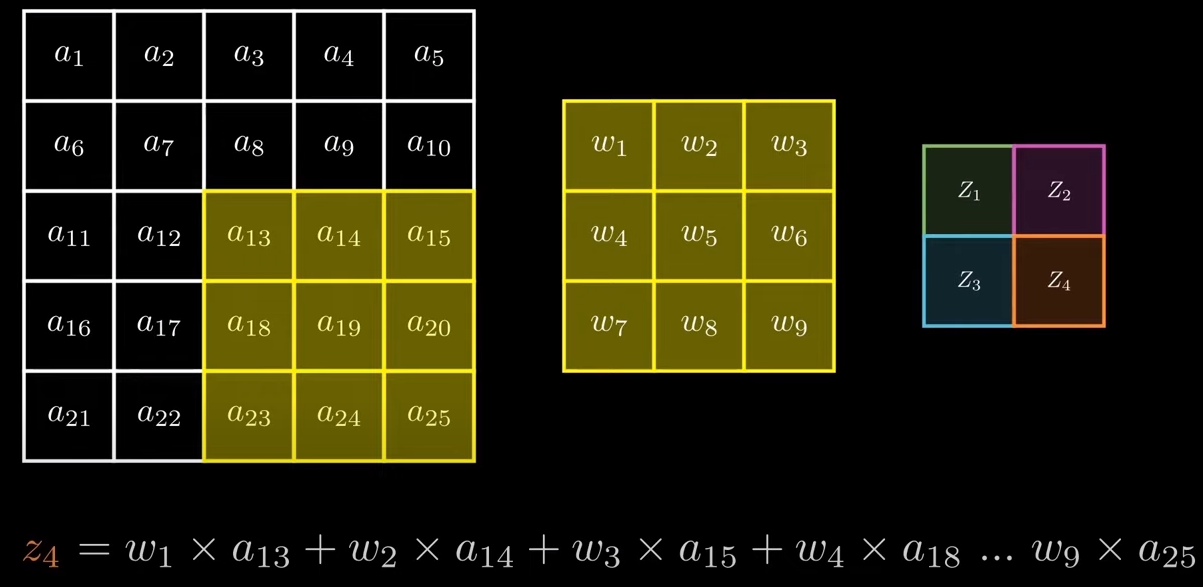 a₁ a₂ a₃ a₄ a₅
a₆ a₇ a₈ a₉ a₁₀
a₁₁ a₁₂ a₁₃ a₁₄ a₁₅
a₁₆ a₁₇ a₁₈ a₁₉ a₂₀
a₂₁ a₂₂ a₂₃ a₂₄ a₂₅
w₁ w₂ w₃
w₄ w₅ w₆
w₇ w₈ w₉
Z₁ Z₂
Z₃ Z₄
z₄ = w₁ × a₁₃ + w₂ × a₁₄ + w₃ × a₁₅ + w₄ × a₁₈ ... w₉ × a₂₅